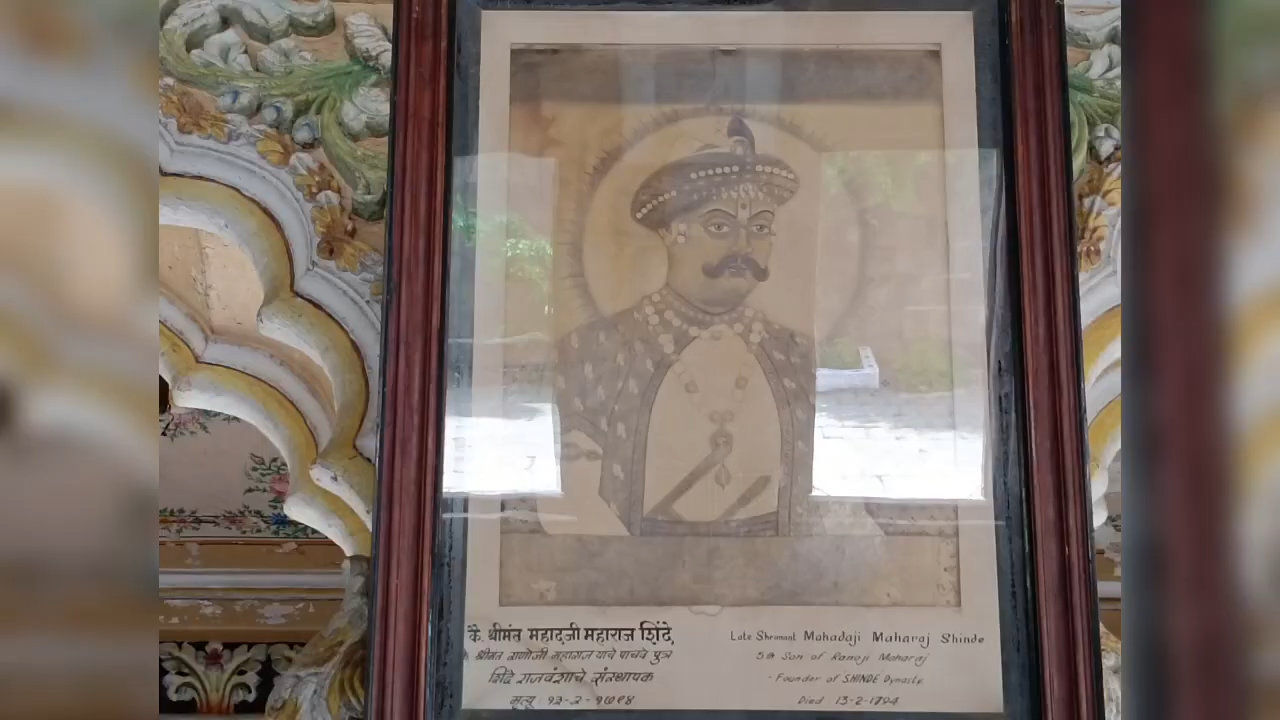 कै. श्रीमंत महादजी महाराज शिंदे
कै. श्रीमंत राणोजी महाराज याचे पाचवे पुत्र
शिंदे राजवंशाचे संस्थापक
मृत्यु १३-२-१७९४
Late Shrimant Mahadaji Maharaj Shinde
5th Son of Ranoji Maharaj
- Founder of SHINDE Dynasty
Died 13-2-1794